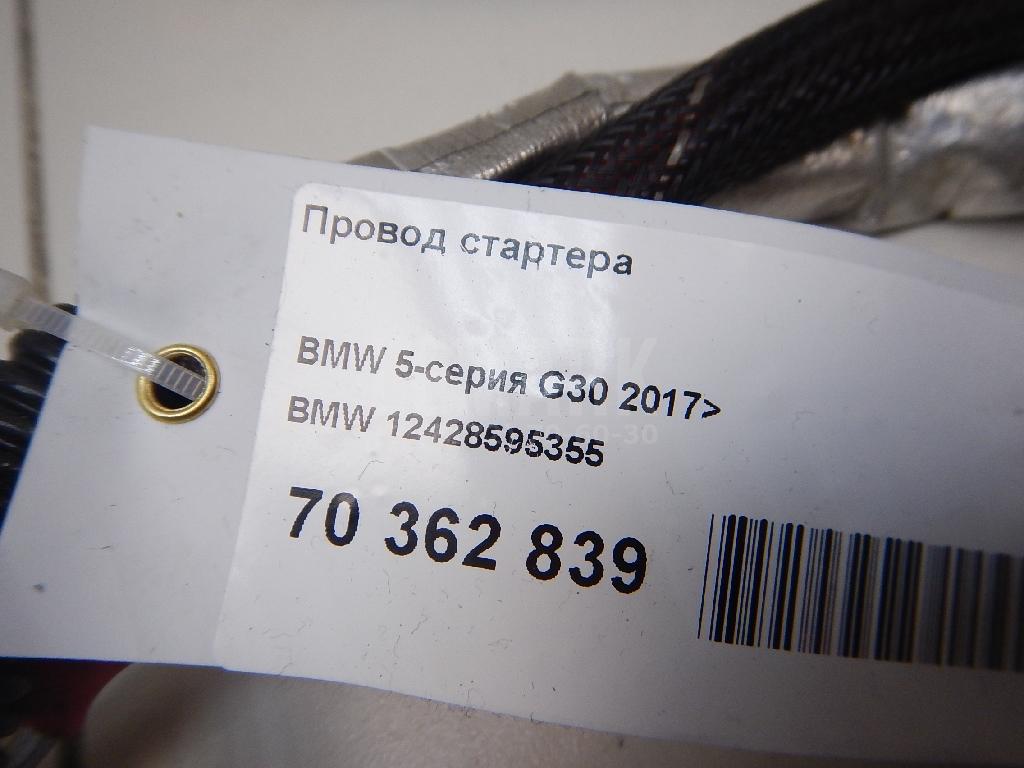 Провод стартера
BMW 5-серия G30 2017>
BMW 12428595355
70 362 839